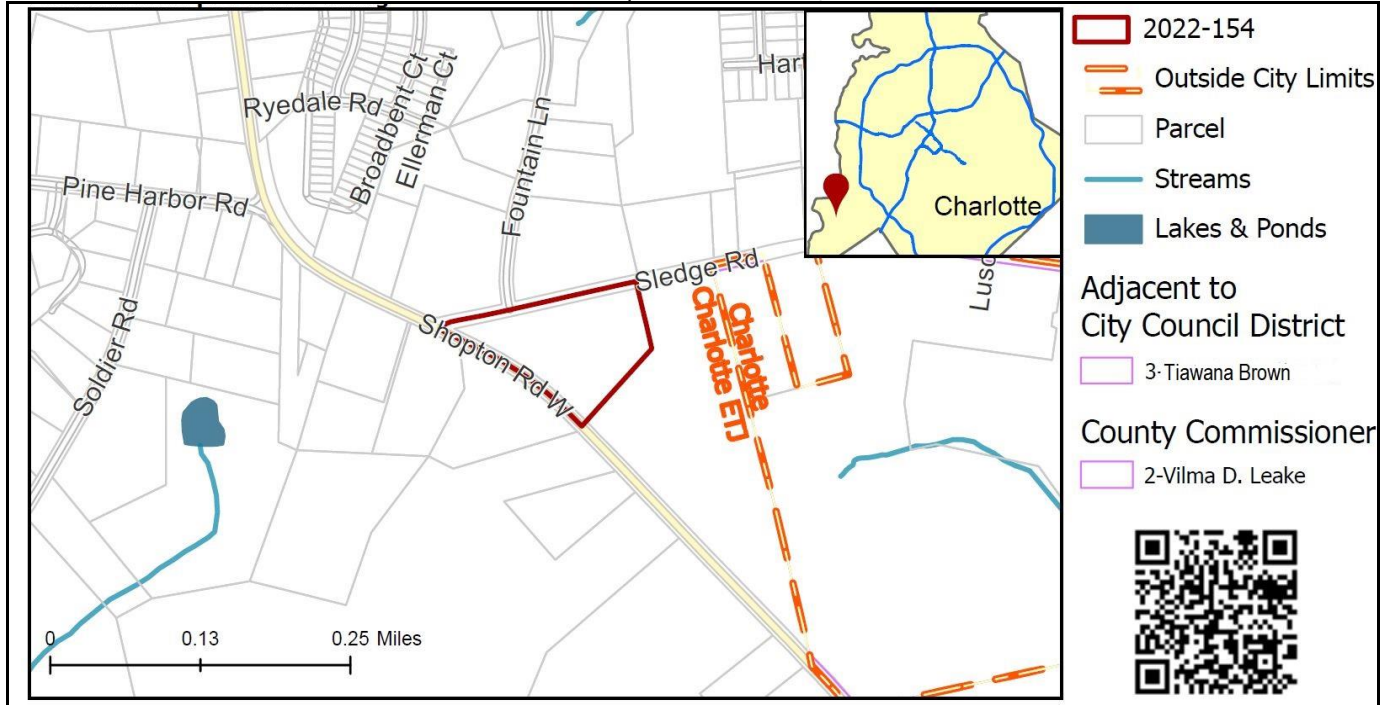 Ryedale Rd
Broadbent Ct
Ellerman Ct
Fountain Ln
Pine Harbor Rd
Soldier Rd
Shopton Rd W
Sledge Rd
Charlotte
Charlotte ETJ
Charlotte
0 0.13 0.25 Miles
2022-154
Outside City Limits
Parcel
Streams
Lakes & Ponds
Adjacent to
City Council District
3·Tiawana Brown
County Commissioner
2-Vilma D. Leake